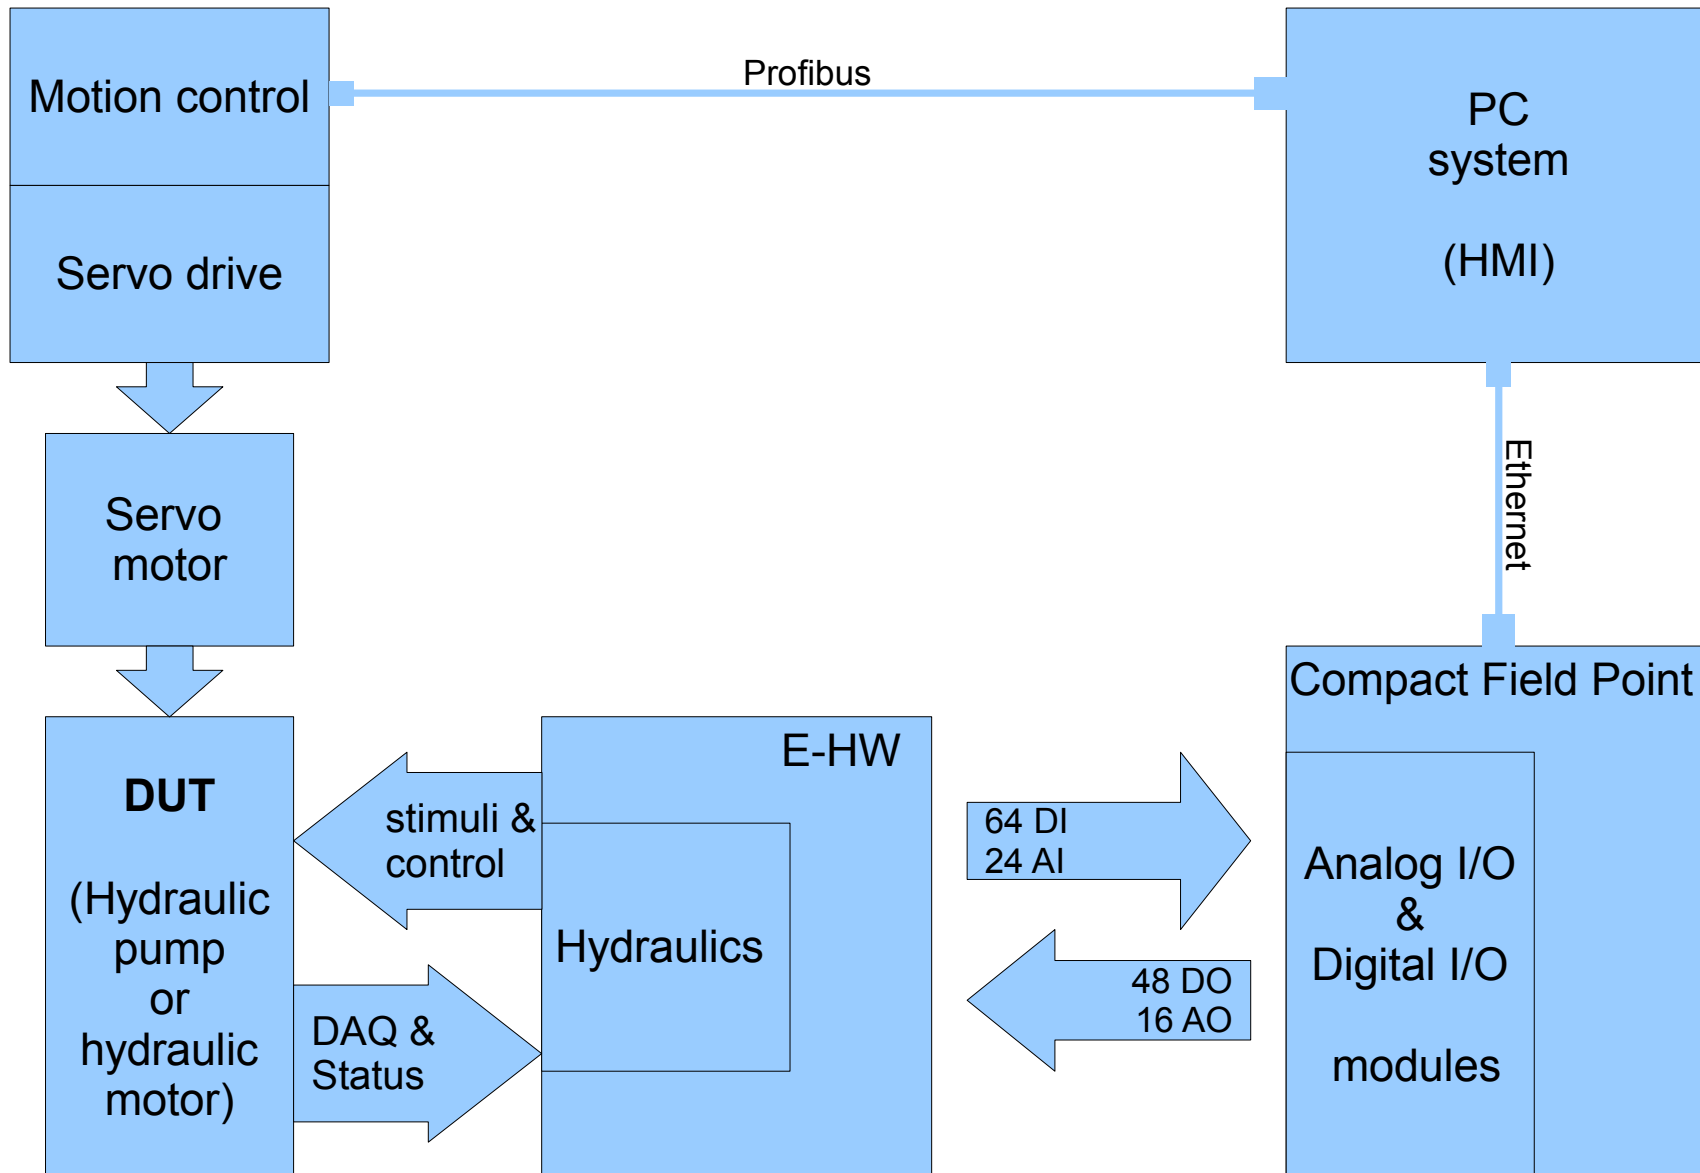 Motion control
Profibus
PC
system
(HMI)
Servo drive
Servo
motor
Ethernet
Compact Field Point
DUT
(Hydraulic
pump
or
hydraulic
motor)
stimuli &
control
DAQ &
Status
E-HW
Hydraulics
64 DI
24 AI
48 DO
16 AO
Analog I/O
&
Digital I/O
modules